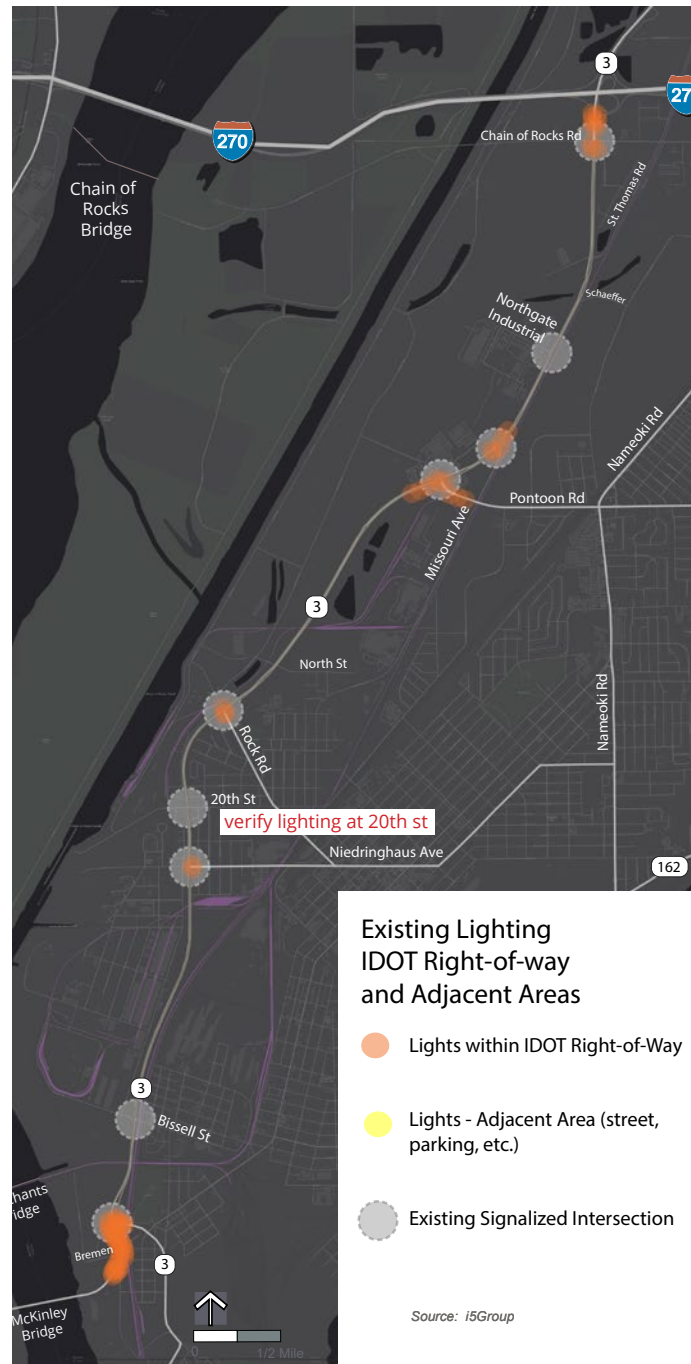 3
270
27
Chain of Rocks Rd
Chain of
Rocks
Bridge
St. Thomas Rd
Schaeffer
Northgate
Industrial
Nameoki Rd
Pontoon Rd
Missouri Ave
3
North St
Nameoki Rd
Rock Rd
20th St
verify lighting at 20th st
Niedringhaus Ave
162
Existing Lighting
IDOT Right-of-way
and Adjacent Areas
Lights within IDOT Right-of-Way
Lights - Adjacent Area (street,
parking, etc.)
Existing Signalized Intersection
Source: i5Group
3
Bissell St
hants
idge
Bremen
3
McKinley
Bridge
0
1/2 Mile